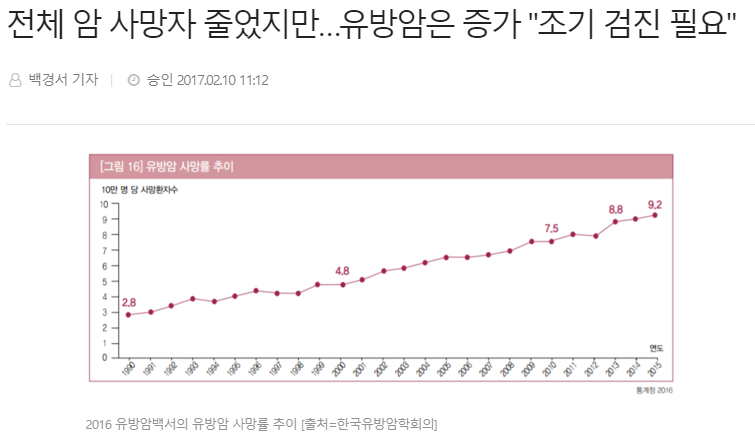 전체 암 사망자 줄었지만...유방암은 증가 "조기 검진 필요"
백경서 기자 | 승인 2017.02.10 11:12
[그림 16] 유방암 사망률 추이
10만 명 당 사망환자수
10
9
8
7
6
5
4
3
2
1
0
2.8
4.8
7.5
8.8
9.2
연도
1990 1991 1992 1993 1994 1995 1996 1997 1998 1999 2000 2001 2002 2003 2004 2005 2006 2007 2008 2009 2010 2011 2012 2013 2014 2015
통계청 2016
2016 유방암백서의 유방암 사망률 추이 [출처=한국유방암학회의]